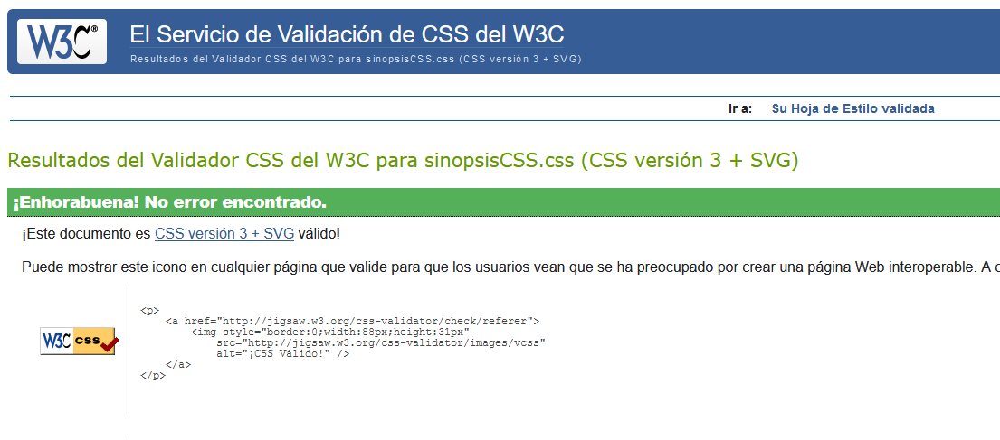 W3C®
El Servicio de Validación de CSS del W3C
Resultados del Validador CSS del W3C para sinopsisCSS.css (CSS versión 3 + SVG)
Ir a: Su Hoja de Estilo validada
Resultados del Validador CSS del W3C para sinopsisCSS.css (CSS versión 3 + SVG)
¡Enhorabuena! No error encontrado.
¡Este documento es CSS versión 3 + SVG válido!
Puede mostrar este icono en cualquier página que valide para que los usuarios vean que se ha preocupado por crear una página Web interoperable. A c
W3C css
<p>
<a href="http://jigsaw.w3.org/css-validator/check/referer">
<img style="border:0;width:88px;height:31px"
src="http://jigsaw.w3.org/css-validator/images/vcss"
alt="¡CSS Válido!" />
</a>
</p>